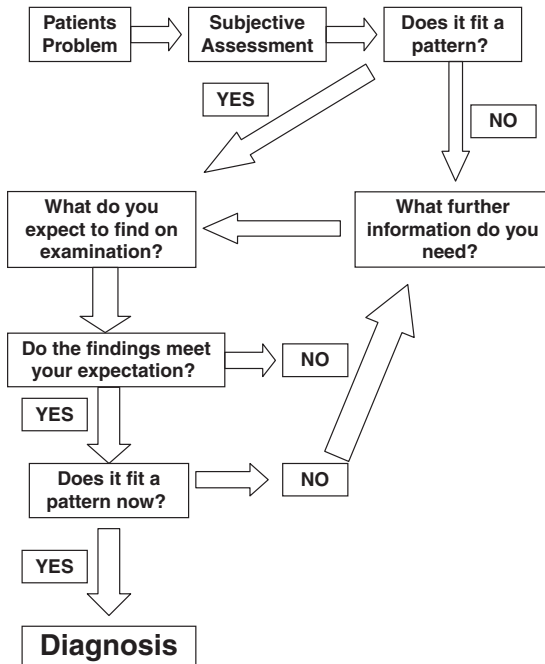 Patients
Problem
Subjective
Assessment
Does it fit a
pattern?
YES
NO
What do you
expect to find on
examination?
What further
information do you
need?
Do the findings meet
your expectation?
NO
YES
Does it fit a
pattern now?
NO
YES
Diagnosis